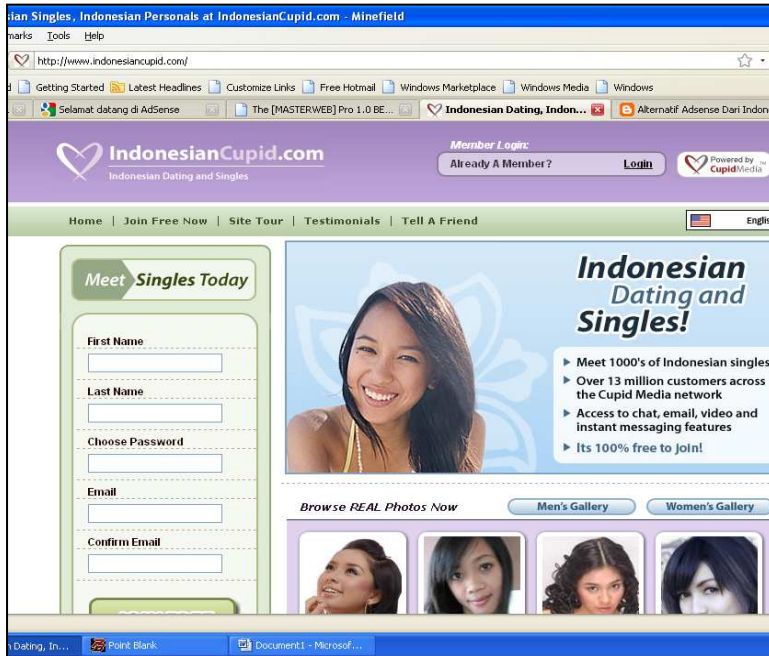 sian Singles, Indonesian Personals at IndonesianCupid.com - Minefield
marks Tools Help
http://www.indonesiancupid.com/
d Getting Started Latest Headlines Customize Links Free Hotmail Windows Marketplace Windows Media Windows
Selamat datang di AdSense The [MASTERWEB] Pro 1.0 BE... Indonesian Dating, Indon... Alternatif Adsense Dari Indon
IndonesianCupid.com
Indonesian Dating and Singles
Member Login:
Already A Member? Login
Powered by
CupidMedia ™
Home | Join Free Now | Site Tour | Testimonials | Tell A Friend
Englis
Meet Singles Today
First Name
Last Name
Choose Password
Email
Confirm Email
Indonesian
Dating and
Singles!
Meet 1000's of Indonesian singles
Over 13 million customers across
the Cupid Media network
Access to chat, email, video and
instant messaging features
Its 100% free to join!
Browse REAL Photos Now Men's Gallery Women's Gallery
n Dating, In... Point Blank Document1 - Microsof...